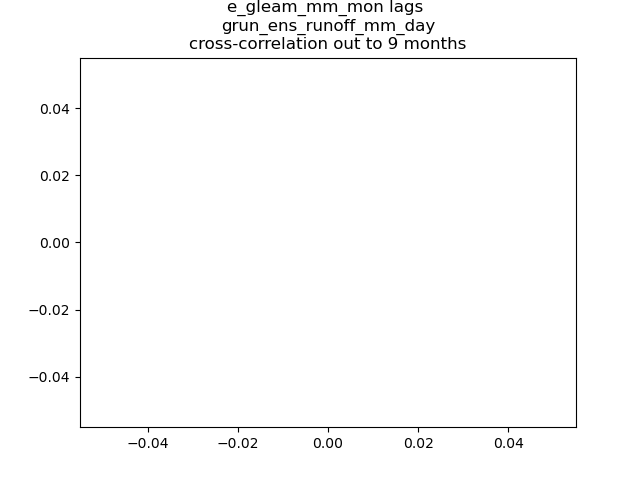 e_gleam_mm_mon lags
grun_ens_runoff_mm_day
cross-correlation out to 9 months
0.04
0.02
0.00
−0.02
−0.04
−0.04 −0.02 0.00 0.02 0.04